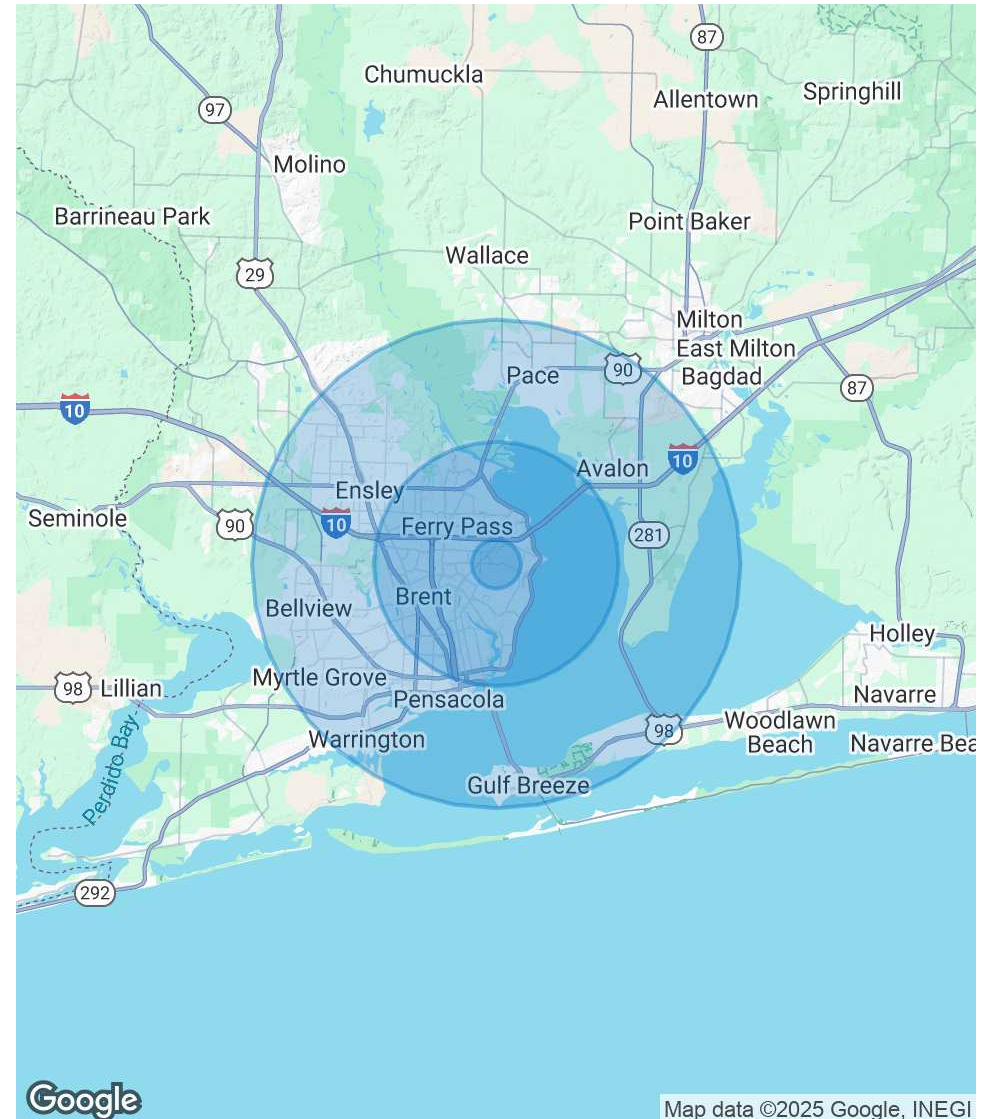 87
Chumuckla
Springhill
Allentown
97
Molino
Barrineau Park
Point Baker
Wallace
29
Milton
East Milton
90
Pace
Bagdad
87
10
Avalon
10
Ensley
Seminole
90
10
Ferry Pass
281
Brent
Bellview
Holley
Myrtle Grove
98
Lillian
Navarre
Pensacola
Woodlawn
Beach
98
Warrington
Navarre Bea
Perdido Bay
Gulf Breeze
292
Google
Map data ©2025 Google, INEGI